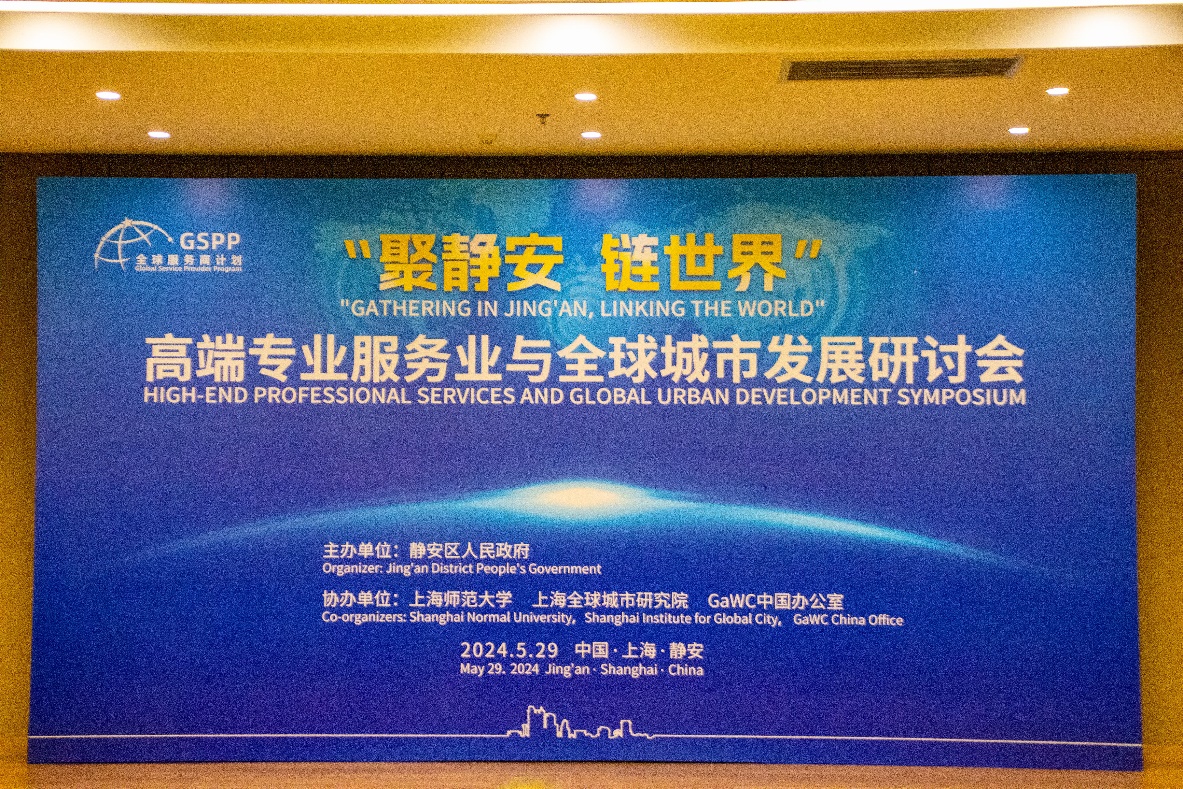 GSPP
全球服务商计划
Global Service Provider Program
"聚静安 链世界"
"GATHERING IN JING'AN, LINKING THE WORLD"
高端专业服务业与全球城市发展研讨会
HIGH-END PROFESSIONAL SERVICES AND GLOBAL URBAN DEVELOPMENT SYMPOSIUM
主办单位：静安区人民政府
Organizer: Jing'an District People's Government
协办单位：上海师范大学 上海全球城市研究院 GaWC中国办公室
Co-organizers: Shanghai Normal University, Shanghai Institute for Global City, GaWC China Office
2024.5.29 中国·上海·静安
May 29. 2024 Jing'an · Shanghai · China